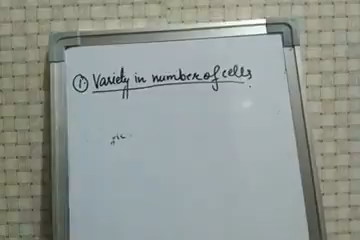 ① Variety in number of cells.